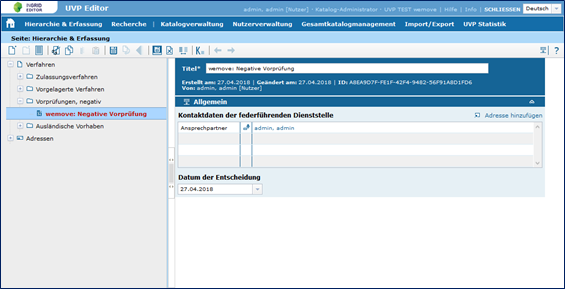 INGRID EDITOR UVP Editor admin, admin [Nutzer] - Katalog-Administrator - UVP TEST wemove | Hilfe | Info | SCHLIESSEN Deutsch
Hierarchie & Erfassung | Recherche | Katalogverwaltung Nutzerverwaltung Gesamtkatalogmanagement Import/Export UVP Statistik
Seite: Hierarchie & Erfassung
Verfahren
Zulassungsverfahren
Vorgelagerte Verfahren
Vorprüfungen, negativ
wemove: Negative Vorprüfung
Ausländische Vorhaben
Adressen
Titel* wemove: Negative Vorprüfung
Erstellt am: 27.04.2018 | Geändert am: 27.04.2018 | ID: A8EA9D7F-FE1F-42F4-9482-56F91A8D1FD6
Von: admin, admin [Nutzer]
Allgemein
Kontaktdaten der federführenden Dienststelle Adresse hinzufügen
Ansprechpartner admin, admin
Datum der Entscheidung
27.04.2018